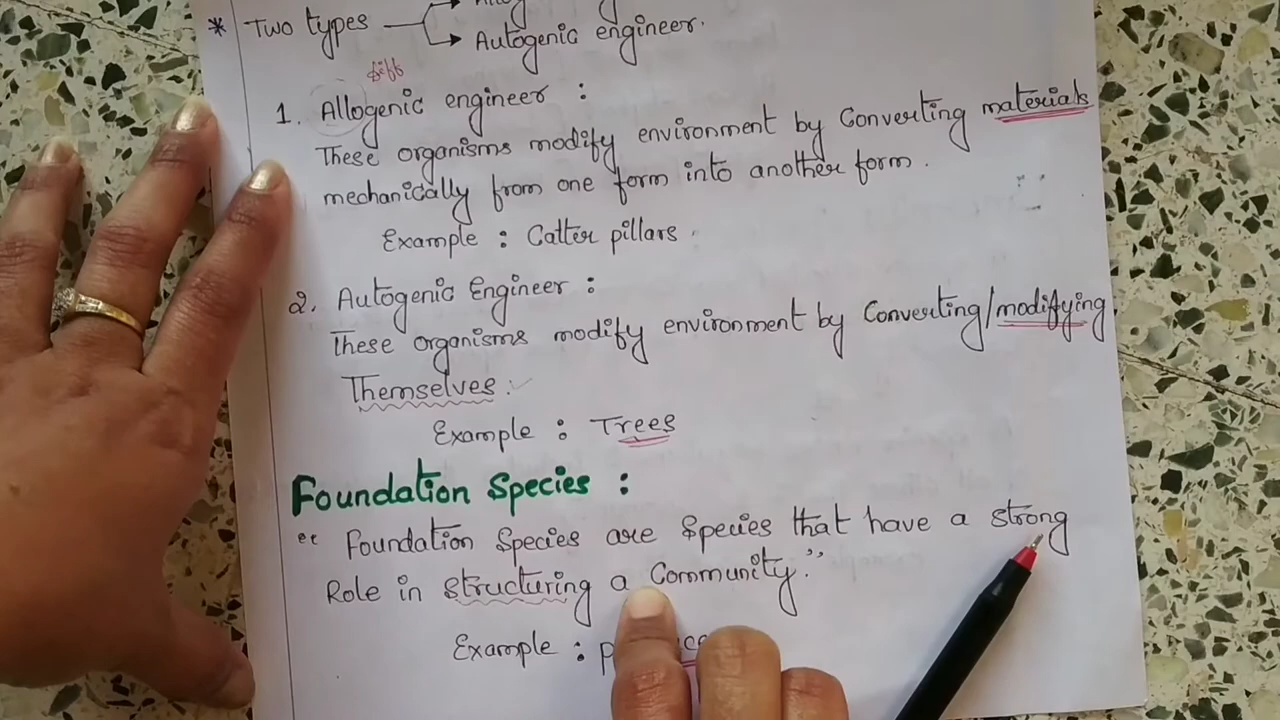 * Two types
Autogenic engineer.
diff
1. Allogenic engineer :
These organisms modify environment by Converting materials
mechanically from one form into another form.
Example : Catter pillars.
2. Autogenic Engineer :
These organisms modify environment by Converting/modifying
Themselves.
Example : Trees
Foundation Species :
"Foundation Species are Species that have a strong
Role in structuring a Community."
Example :